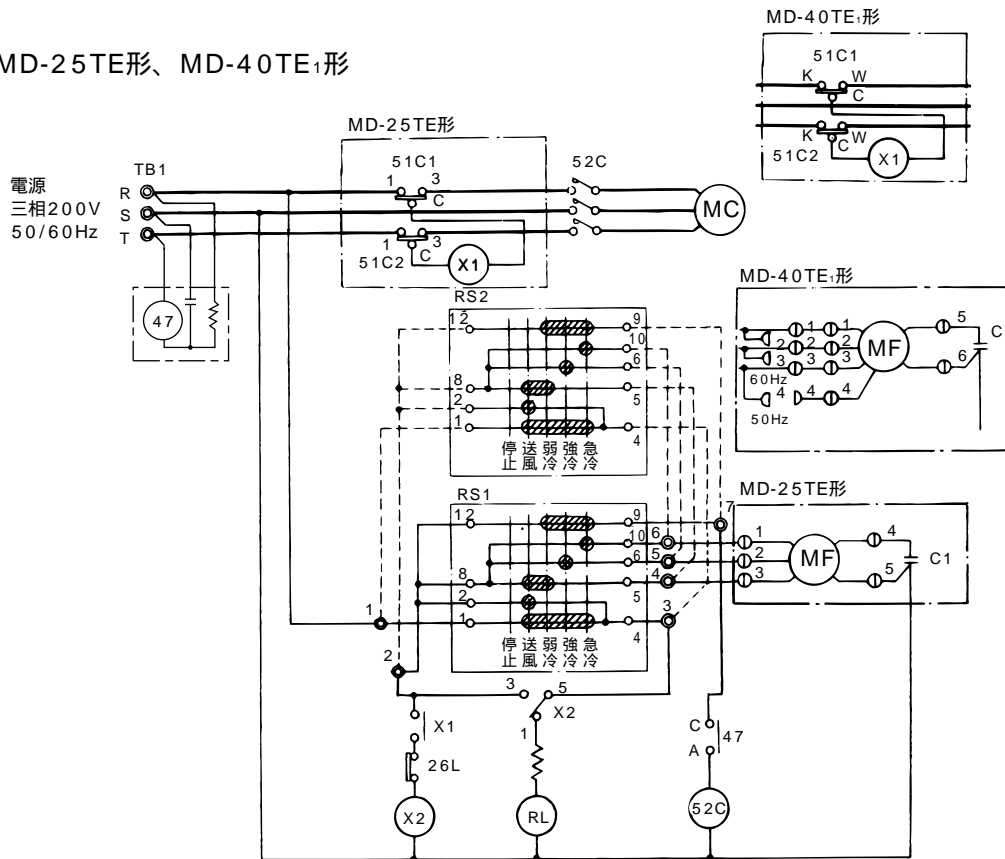 MD-25TE形、MD-40TE₁形
MD-40TE₁形
51C1
K W
C
K W
51C2 C X1
MD-25TE形
電源
三相200V
50/60Hz
TB1
R
S
T
51C1
1 3
C
52C
MC
1 3
51C2 C X1
47
RS2
12 9
10
6
8 5
2
1 4
停止 送風 弱冷 強冷 急冷
MD-40TE₁形
1 1 5
2 2 MF C
3 3 3 6
60Hz
4 4 4
50Hz
RS1
12 9 7
10 6
6 5
8 4
5
2 3
1 1
4
停止 送風 弱冷 強冷 急冷
MD-25TE形
1 4
2 MF C1
3 5
2
3 5
X1 X2
1
26L
C
47
A
X2 RL 52C